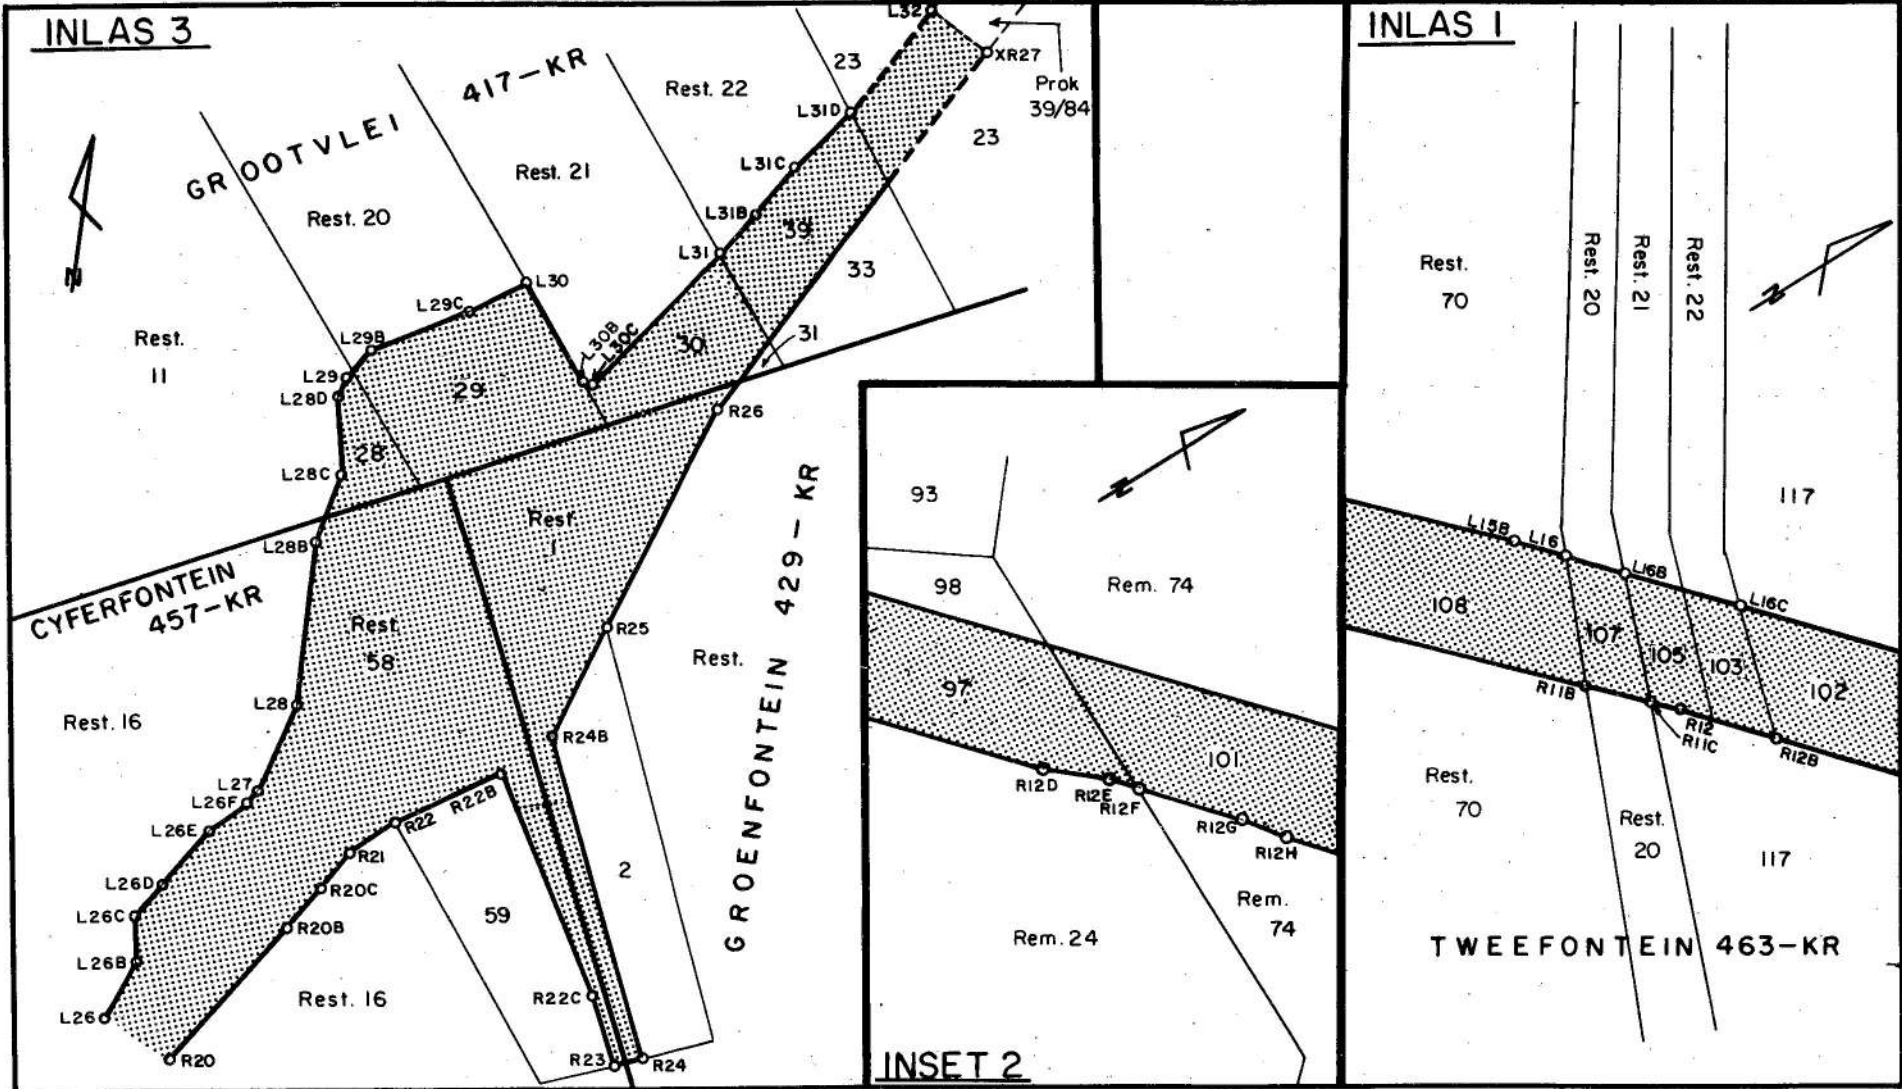 INLAS 3
GROOTVLEI 417-KR
L32
XR27
Prok
39/84
23
23
Rest. 22
L31D
L31C
Rest. 21
Rest. 20
L31B
39
L31
33
L30
L29C
L30B
L30C
30
31
Rest.
11
L29B
L29
L28D
29
R26
28
L28C
L28B
Rest.
1
CYFERFONTEIN
457-KR
Rest.
58
R25
Rest.
GROENFONTEIN 429-KR
Rest. 16
L28
R24B
L27
L26F
R22B
L26E
R22
R21
L26D
R20C
2
L26C
59
R20B
L26B
Rest. 16
R22C
L26
R20
R23
R24
93
N
98
Rem. 74
97
101
R12D
R12E
R12F
R12G
R12H
Rem.
74
Rem. 24
INSET 2
INLAS 1
Rest.
70
Rest. 20
Rest. 21
Rest. 22
N
117
L15B
L16
L16B
L16C
108
107
105
103
102
R11B
R12
R11C
R12B
Rest.
70
Rest.
20
117
TWEEFONTEIN 463-KR
N